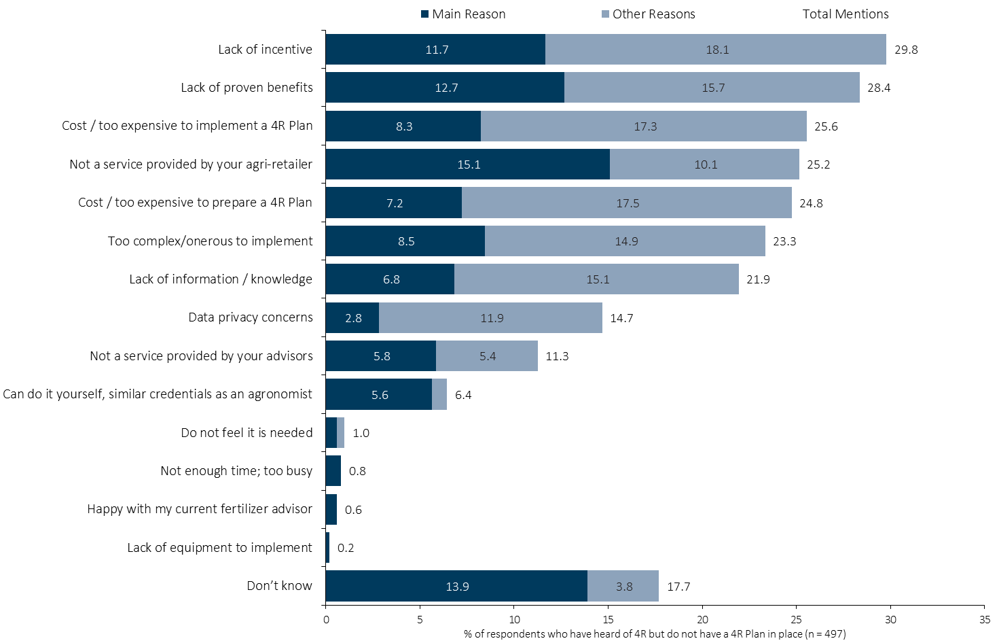 Main Reason Other Reasons Total Mentions
Lack of incentive 11.7 18.1 29.8
Lack of proven benefits 12.7 15.7 28.4
Cost / too expensive to implement a 4R Plan 8.3 17.3 25.6
Not a service provided by your agri-retailer 15.1 10.1 25.2
Cost / too expensive to prepare a 4R Plan 7.2 17.5 24.8
Too complex/onerous to implement 8.5 14.9 23.3
Lack of information / knowledge 6.8 15.1 21.9
Data privacy concerns 2.8 11.9 14.7
Not a service provided by your advisors 5.8 5.4 11.3
Can do it yourself, similar credentials as an agronomist 5.6 6.4
Do not feel it is needed 1.0
Not enough time; too busy 0.8
Happy with my current fertilizer advisor 0.6
Lack of equipment to implement 0.2
Don’t know 13.9 3.8 17.7
0 5 10 15 20 25 30 35
% of respondents who have heard of 4R but do not have a 4R Plan in place (n = 497)